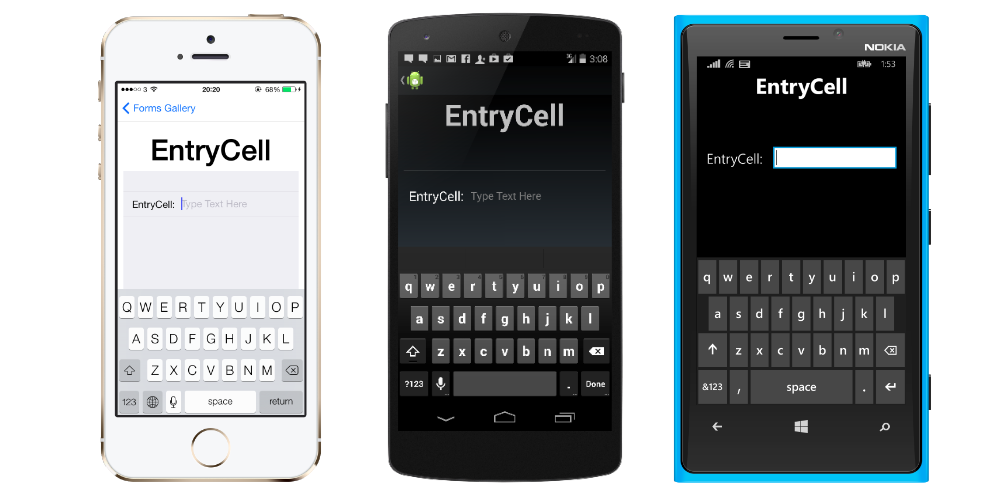 ●●●○○ 3 20:20 68%
Forms Gallery
EntryCell
EntryCell: Type Text Here
Q W E R T Y U I O P
A S D F G H J K L
Z X C V B N M
123 space return
3:08
EntryCell
EntryCell: Type Text Here
q w e r t y u i o p
a s d f g h j k l
z x c v b n m
?123 . Done
NOKIA
1:53
EntryCell
EntryCell:
q w e r t y u i o p
a s d f g h j k l
z x c v b n m
&123 , space .